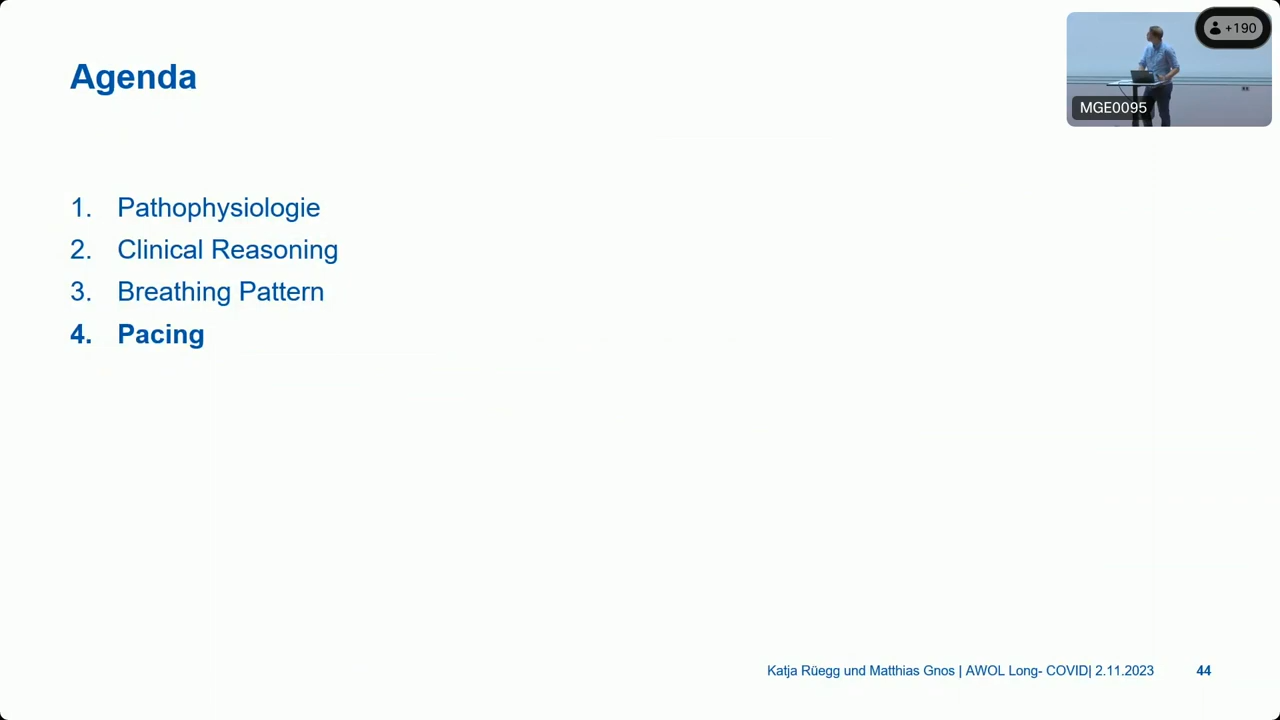 Agenda
+190
MGE0095
1. Pathophysiologie
2. Clinical Reasoning
3. Breathing Pattern
4. Pacing
Katja Rüegg und Matthias Gnos | AWOL Long- COVID| 2.11.2023 44